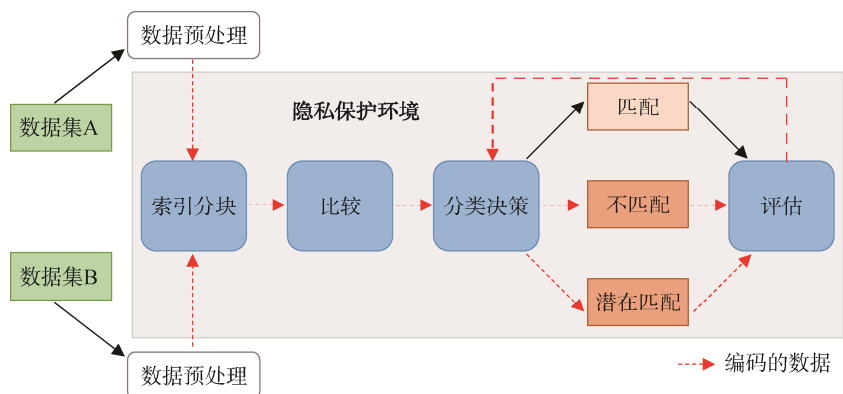 数据预处理
隐私保护环境
匹配
数据集A
索引分块
比较
分类决策
不匹配
评估
数据集B
潜在匹配
数据预处理
编码的数据